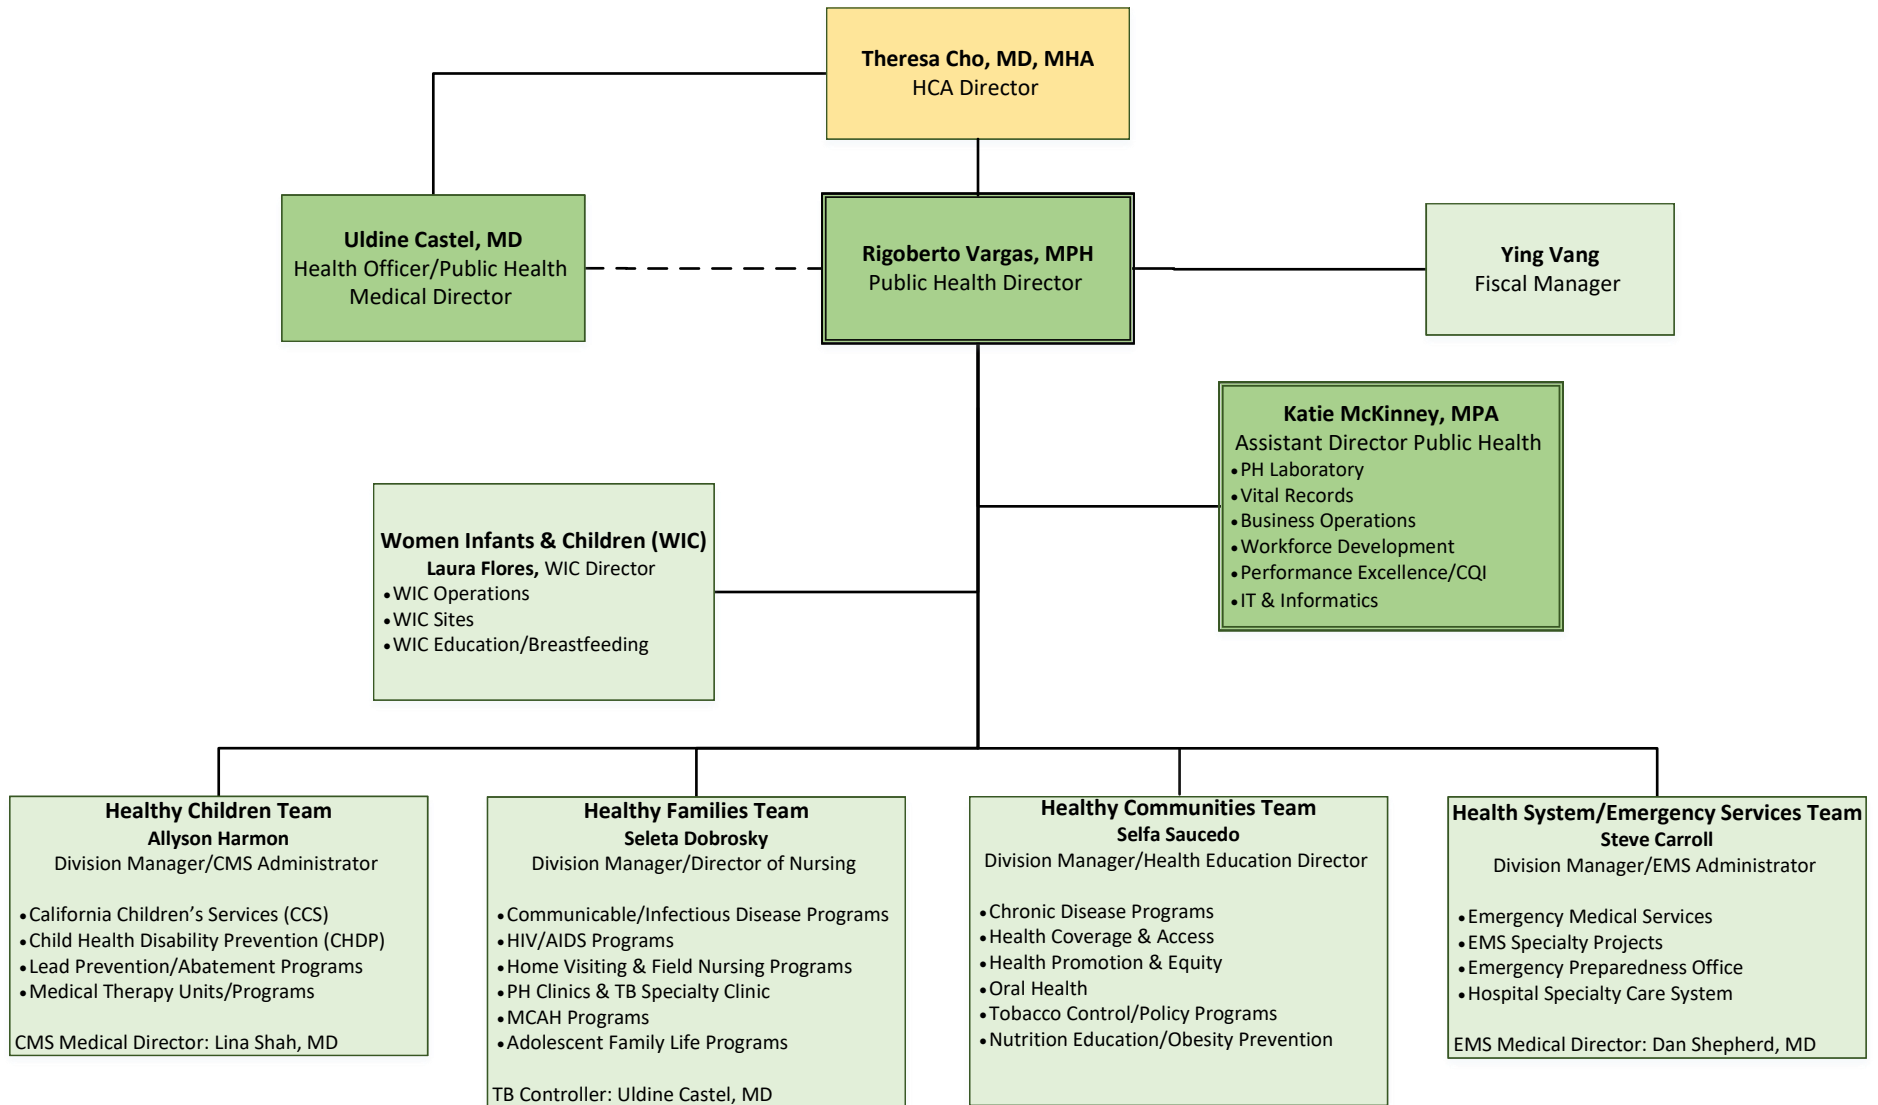 Theresa Cho, MD, MHA
HCA Director
Uldine Castel, MD
Health Officer/Public Health
Medical Director
Rigoberto Vargas, MPH
Public Health Director
Ying Vang
Fiscal Manager
Katie McKinney, MPA
Assistant Director Public Health
•PH Laboratory
•Vital Records
•Business Operations
•Workforce Development
•Performance Excellence/CQI
•IT & Informatics
Women Infants & Children (WIC)
Laura Flores, WIC Director
•WIC Operations
•WIC Sites
•WIC Education/Breastfeeding
Healthy Children Team
Allyson Harmon
Division Manager/CMS Administrator
•California Children's Services (CCS)
•Child Health Disability Prevention (CHDP)
•Lead Prevention/Abatement Programs
•Medical Therapy Units/Programs
CMS Medical Director: Lina Shah, MD
Healthy Families Team
Seleta Dobrosky
Division Manager/Director of Nursing
•Communicable/Infectious Disease Programs
•HIV/AIDS Programs
•Home Visiting & Field Nursing Programs
•PH Clinics & TB Specialty Clinic
•MCAH Programs
•Adolescent Family Life Programs
TB Controller: Uldine Castel, MD
Healthy Communities Team
Selfa Saucedo
Division Manager/Health Education Director
•Chronic Disease Programs
•Health Coverage & Access
•Health Promotion & Equity
•Oral Health
•Tobacco Control/Policy Programs
•Nutrition Education/Obesity Prevention
Health System/Emergency Services Team
Steve Carroll
Division Manager/EMS Administrator
•Emergency Medical Services
•EMS Specialty Projects
•Emergency Preparedness Office
•Hospital Specialty Care System
EMS Medical Director: Dan Shepherd, MD